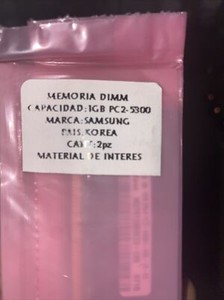 MEMORIA DIMM
CAPACIDAD:1GB PC2-5300
MARCA:SAMSUNG
PAIS:KOREA
CANT:2pz
MATERIAL DE INTERES